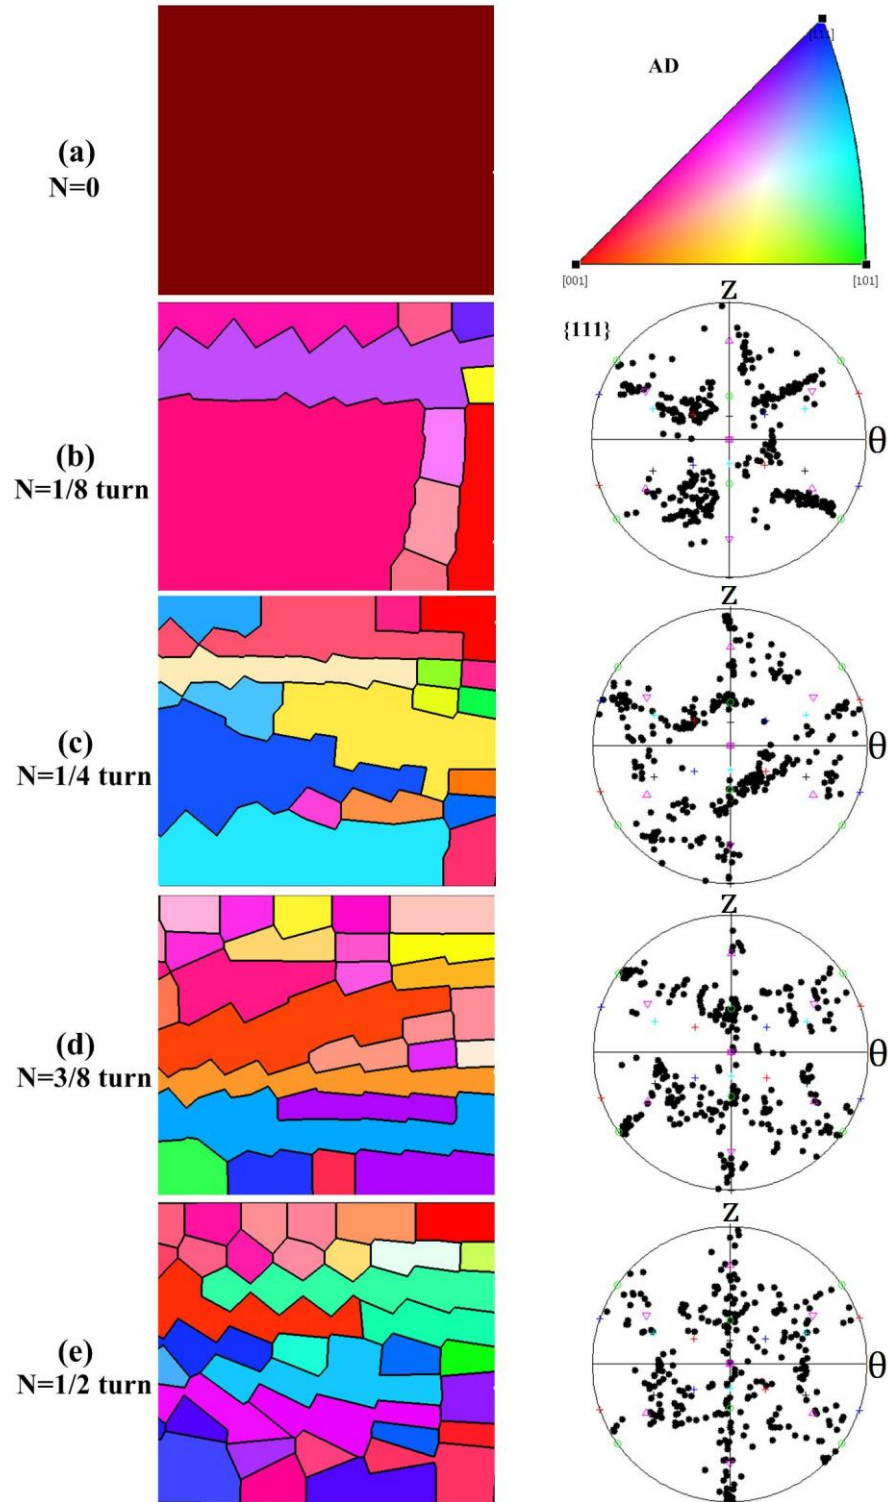 (a)
N=0
AD
[111]
[001]
[101]
(b)
N=1/8 turn
{111}
Z
θ
(c)
N=1/4 turn
Z
θ
(d)
N=3/8 turn
Z
θ
(e)
N=1/2 turn
Z
θ